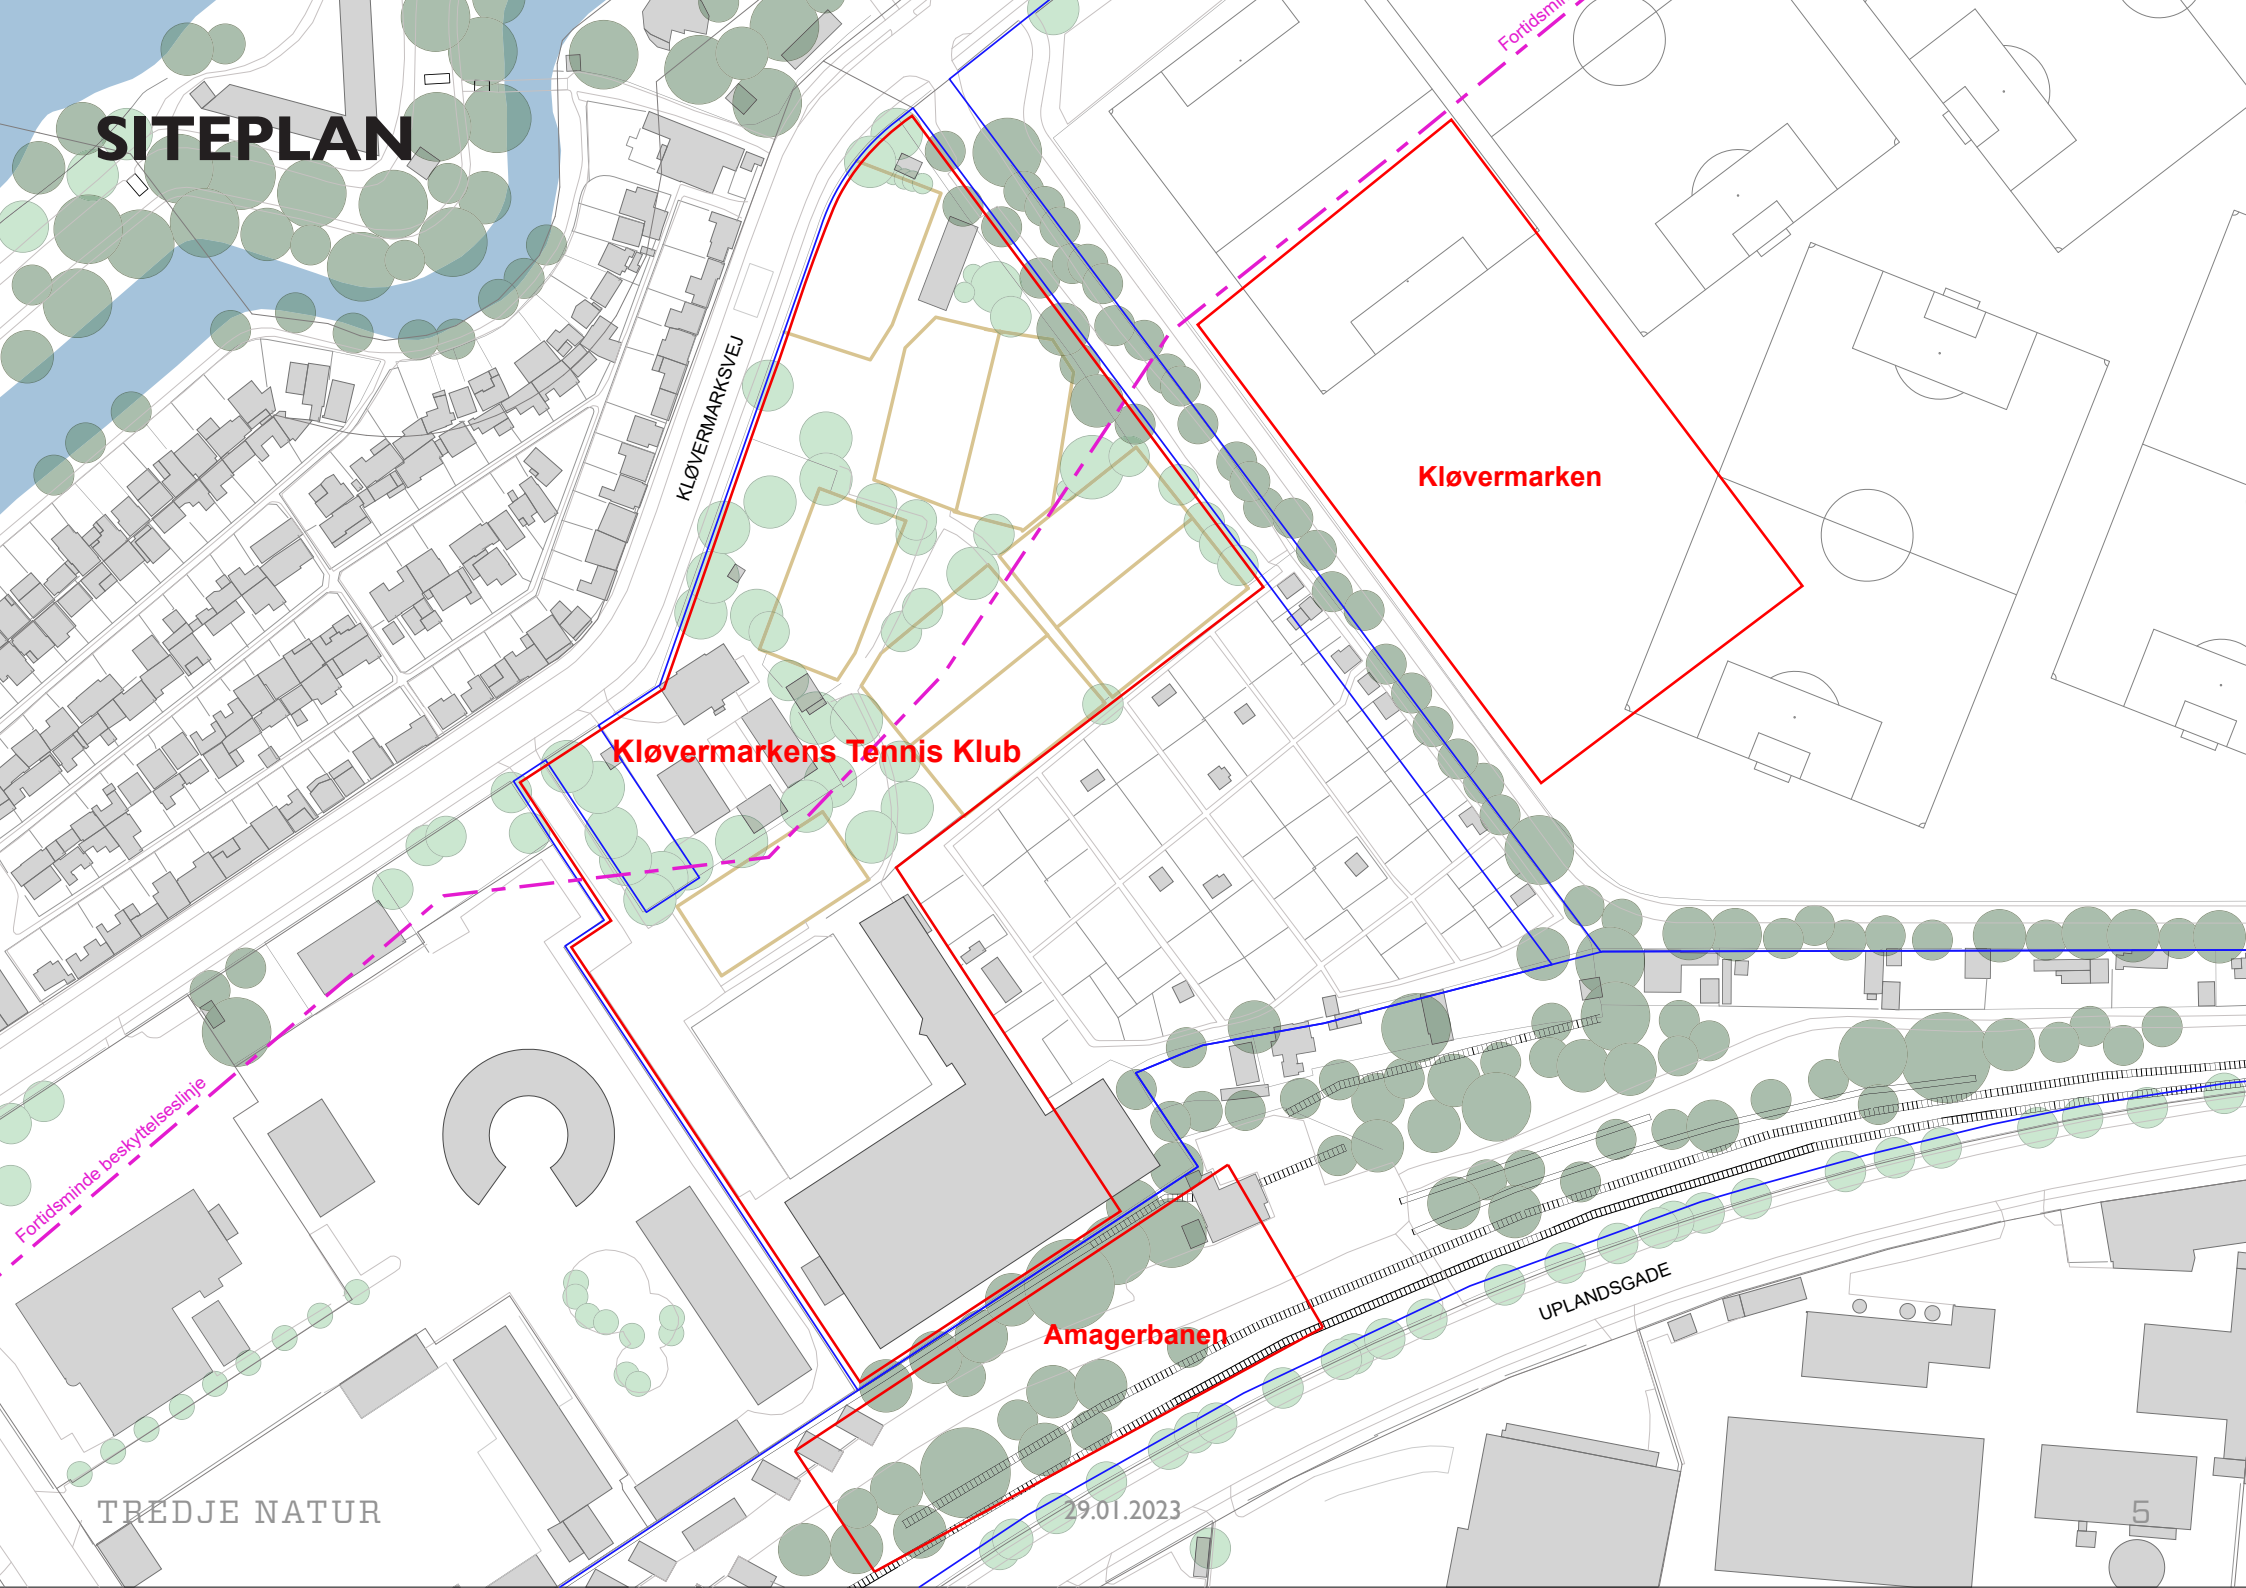 SITEPLAN
Fortidsmi
KLØVERMARKSVEJ
Kløvermarken
Kløvermarkens Tennis Klub
Fortidsminde beskyttelseslinje
UPLANDSGADE
Amagerbanen
TREDJE NATUR
29.01.2023
5